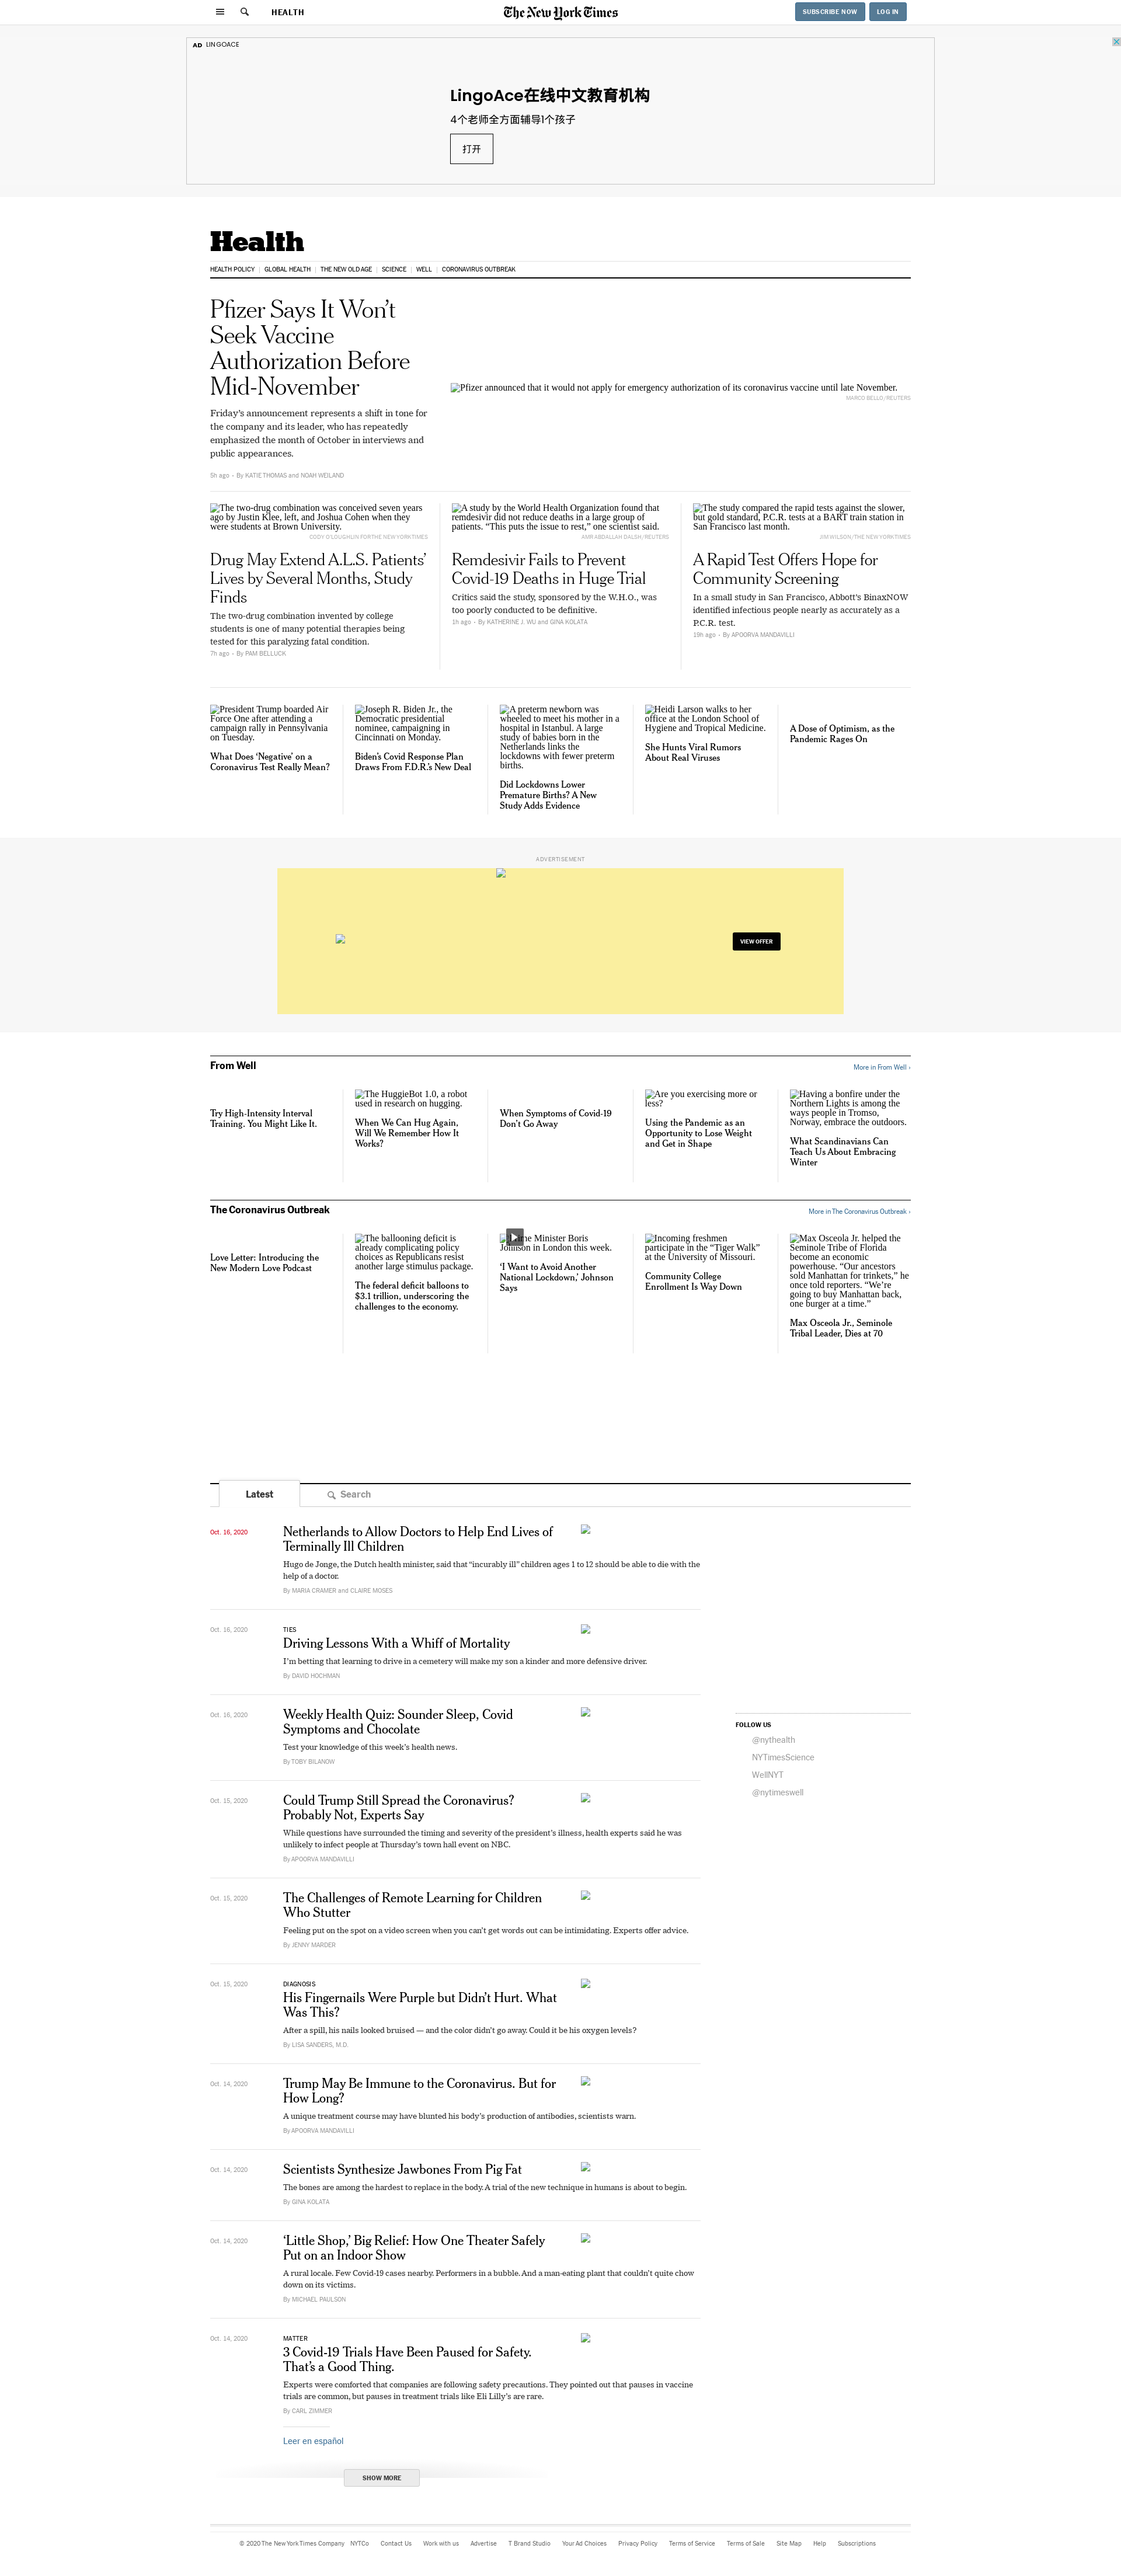 HEALTH
The New York Times
SUBSCRIBE NOW
LOG IN
AD LINGOACE
LingoAce在线中文教育机构
4个老师全方面辅导1个孩子
打开
Health
HEALTH POLICY
GLOBAL HEALTH
THE NEW OLD AGE
SCIENCE
WELL
CORONAVIRUS OUTBREAK
Pfizer Says It Won’t
Seek Vaccine
Authorization Before
Mid-November
Friday’s announcement represents a shift in tone for
the company and its leader, who has repeatedly
emphasized the month of October in interviews and
public appearances.
5h ago - By KATIE THOMAS and NOAH WEILAND
Pfizer announced that it would not apply for emergency authorization of its coronavirus vaccine until late November.
MARCO BELLO/REUTERS
The two-drug combination was conceived seven years
ago by Justin Klee, left, and Joshua Cohen when they
were students at Brown University.
CODY O'LOUGHLIN FOR THE NEW YORK TIMES
Drug May Extend A.L.S. Patients’
Lives by Several Months, Study
Finds
The two-drug combination invented by college
students is one of many potential therapies being
tested for this paralyzing fatal condition.
7h ago - By PAM BELLUCK
A study by the World Health Organization found that
remdesivir did not reduce deaths in a large group of
patients. “This puts the issue to rest,” one scientist said.
AMR ABDALLAH DALSH/REUTERS
Remdesivir Fails to Prevent
Covid-19 Deaths in Huge Trial
Critics said the study, sponsored by the W.H.O., was
too poorly conducted to be definitive.
1h ago - By KATHERINE J. WU and GINA KOLATA
The study compared the rapid tests against the slower,
but gold standard, P.C.R. tests at a BART train station in
San Francisco last month.
JIM WILSON/THE NEW YORK TIMES
A Rapid Test Offers Hope for
Community Screening
In a small study in San Francisco, Abbott’s BinaxNOW
identified infectious people nearly as accurately as a
P.C.R. test.
19h ago - By APOORVA MANDAVILLI
President Trump boarded Air
Force One after attending a
campaign rally in Pennsylvania
on Tuesday.
What Does ‘Negative’ on a
Coronavirus Test Really Mean?
Joseph R. Biden Jr., the
Democratic presidential
nominee, campaigning in
Cincinnati on Monday.
Biden’s Covid Response Plan
Draws From F.D.R.’s New Deal
A preterm newborn was
wheeled to meet his mother in a
hospital in Istanbul. A large
study of babies born in the
Netherlands links the
lockdowns with fewer preterm
births.
Did Lockdowns Lower
Premature Births? A New
Study Adds Evidence
Heidi Larson walks to her
office at the London School of
Hygiene and Tropical Medicine.
She Hunts Viral Rumors
About Real Viruses
A Dose of Optimism, as the
Pandemic Rages On
ADVERTISEMENT
VIEW OFFER
From Well
More in From Well ›
Try High-Intensity Interval
Training. You Might Like It.
The HuggieBot 1.0, a robot
used in research on hugging.
When We Can Hug Again,
Will We Remember How It
Works?
When Symptoms of Covid-19
Don’t Go Away
Are you exercising more or
less?
Using the Pandemic as an
Opportunity to Lose Weight
and Get in Shape
Having a bonfire under the
Northern Lights is among the
ways people in Tromso,
Norway, embrace the outdoors.
What Scandinavians Can
Teach Us About Embracing
Winter
The Coronavirus Outbreak
More in The Coronavirus Outbreak ›
Love Letter: Introducing the
New Modern Love Podcast
The ballooning deficit is
already complicating policy
choices as Republicans resist
another large stimulus package.
The federal deficit balloons to
$3.1 trillion, underscoring the
challenges to the economy.
Minister Boris
Johnson in London this week.
‘I Want to Avoid Another
National Lockdown,’ Johnson
Says
Incoming freshmen
participate in the “Tiger Walk”
at the University of Missouri.
Community College
Enrollment Is Way Down
Max Osceola Jr. helped the
Seminole Tribe of Florida
become an economic
powerhouse. “Our ancestors
sold Manhattan for trinkets,” he
once told reporters. “We’re
going to buy Manhattan back,
one burger at a time.”
Max Osceola Jr., Seminole
Tribal Leader, Dies at 70
Latest
Search
Oct. 16, 2020
Netherlands to Allow Doctors to Help End Lives of
Terminally Ill Children
Hugo de Jonge, the Dutch health minister, said that “incurably ill” children ages 1 to 12 should be able to die with the
help of a doctor.
By MARIA CRAMER and CLAIRE MOSES
Oct. 16, 2020
TIES
Driving Lessons With a Whiff of Mortality
I’m betting that learning to drive in a cemetery will make my son a kinder and more defensive driver.
By DAVID HOCHMAN
Oct. 16, 2020
Weekly Health Quiz: Sounder Sleep, Covid
Symptoms and Chocolate
Test your knowledge of this week’s health news.
By TOBY BILANOW
FOLLOW US
@nythealth
NYTimesScience
WellNYT
@nytimeswell
Oct. 15, 2020
Could Trump Still Spread the Coronavirus?
Probably Not, Experts Say
While questions have surrounded the timing and severity of the president’s illness, health experts said he was
unlikely to infect people at Thursday’s town hall event on NBC.
By APOORVA MANDAVILLI
Oct. 15, 2020
The Challenges of Remote Learning for Children
Who Stutter
Feeling put on the spot on a video screen when you can’t get words out can be intimidating. Experts offer advice.
By JENNY MARDER
Oct. 15, 2020
DIAGNOSIS
His Fingernails Were Purple but Didn’t Hurt. What
Was This?
After a spill, his nails looked bruised — and the color didn’t go away. Could it be his oxygen levels?
By LISA SANDERS, M.D.
Oct. 14, 2020
Trump May Be Immune to the Coronavirus. But for
How Long?
A unique treatment course may have blunted his body’s production of antibodies, scientists warn.
By APOORVA MANDAVILLI
Oct. 14, 2020
Scientists Synthesize Jawbones From Pig Fat
The bones are among the hardest to replace in the body. A trial of the new technique in humans is about to begin.
By GINA KOLATA
Oct. 14, 2020
‘Little Shop,’ Big Relief: How One Theater Safely
Put on an Indoor Show
A rural locale. Few Covid-19 cases nearby. Performers in a bubble. And a man-eating plant that couldn’t quite chow
down on its victims.
By MICHAEL PAULSON
Oct. 14, 2020
MATTER
3 Covid-19 Trials Have Been Paused for Safety.
That’s a Good Thing.
Experts were comforted that companies are following safety precautions. They pointed out that pauses in vaccine
trials are common, but pauses in treatment trials like Eli Lilly’s are rare.
By CARL ZIMMER
Leer en español
SHOW MORE
© 2020 The New York Times Company NYTCo Contact Us Work with us Advertise T Brand Studio Your Ad Choices Privacy Policy Terms of Service Terms of Sale Site Map Help Subscriptions